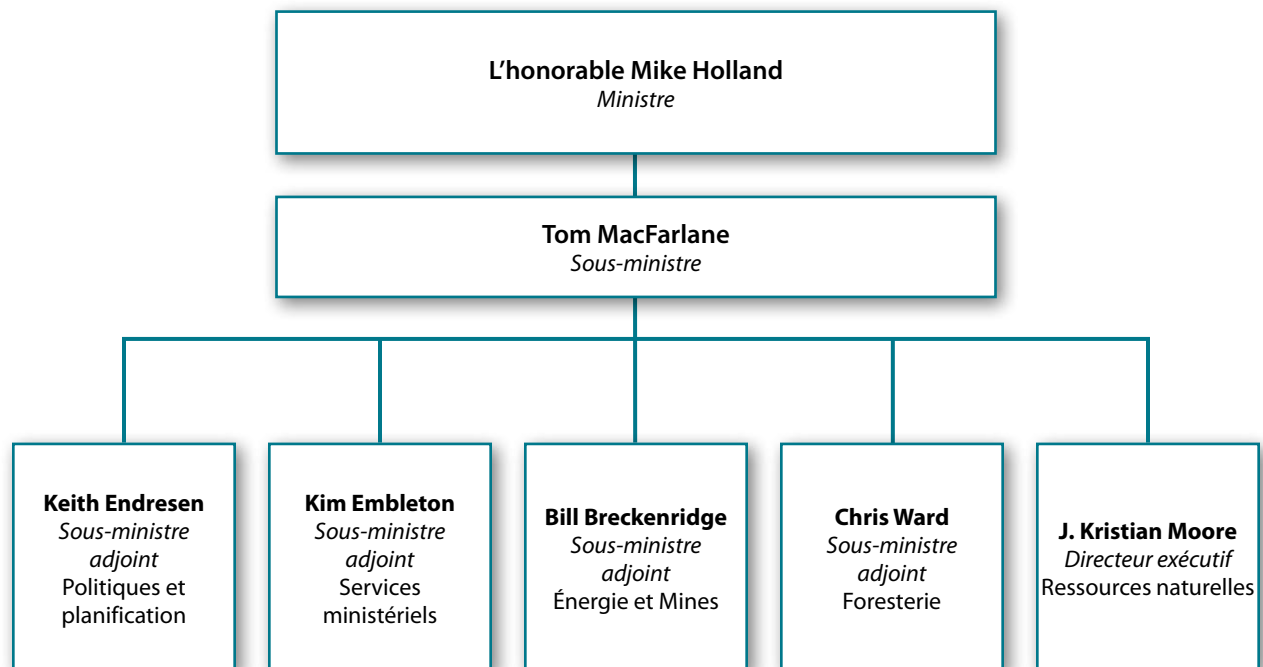 L’honorable Mike Holland
Ministre
Tom MacFarlane
Sous-ministre
Keith Endresen
Sous-ministre
adjoint
Politiques et
planification
Kim Embleton
Sous-ministre
adjoint
Services
ministériels
Bill Breckenridge
Sous-ministre
adjoint
Énergie et Mines
Chris Ward
Sous-ministre
adjoint
Foresterie
J. Kristian Moore
Directeur exécutif
Ressources naturelles